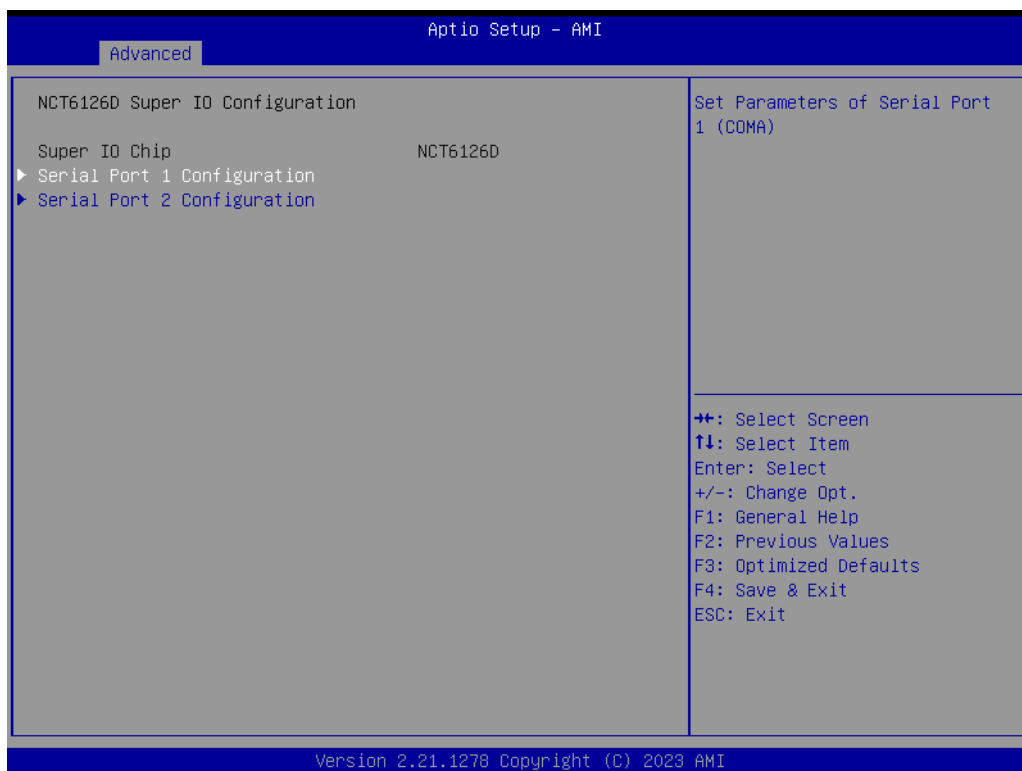 Aptio Setup – AMI
Advanced
NCT6126D Super IO Configuration
Super IO Chip NCT6126D
Serial Port 1 Configuration
Serial Port 2 Configuration
Set Parameters of Serial Port
1 (COMA)
→←: Select Screen
↑↓: Select Item
Enter: Select
+/-: Change Opt.
F1: General Help
F2: Previous Values
F3: Optimized Defaults
F4: Save & Exit
ESC: Exit
Version 2.21.1278 Copyright (C) 2023 AMI